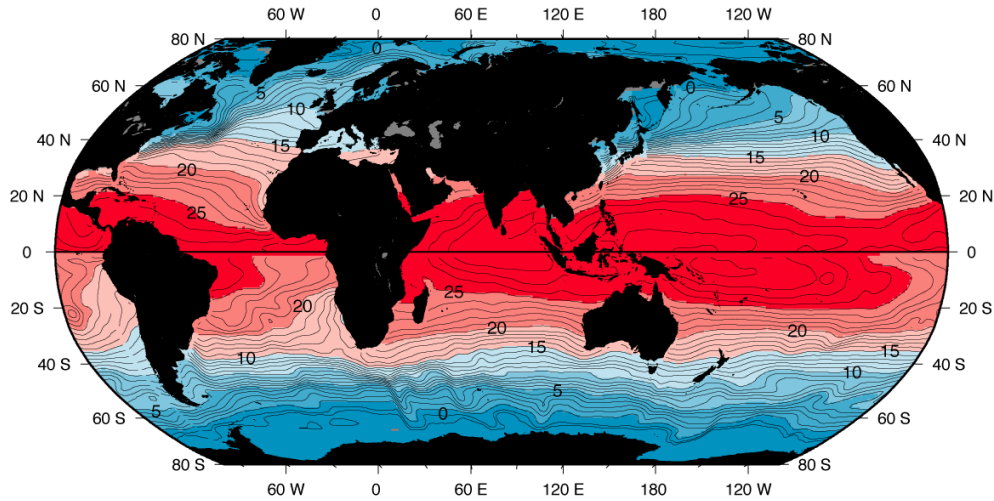 60 W 0 60 E 120 E 180 120 W
80 N 0 80 N
60 N 0 60 N
5 10 5
40 N 10 40 N
15 15
20 20
20 N 25 25 20 N
0 0
25
20 S 20 20 20 20 S
15 15
40 S 10 10 40 S
5
60 S 5 0 60 S
80 S 80 S
60 W 0 60 E 120 E 180 120 W